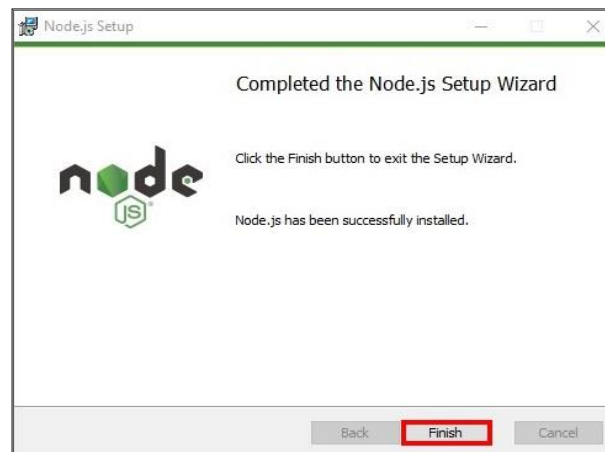 Node.js Setup
Completed the Node.js Setup Wizard
Click the Finish button to exit the Setup Wizard.
node
JS
Node.js has been successfully installed.
Back
Finish
Cancel